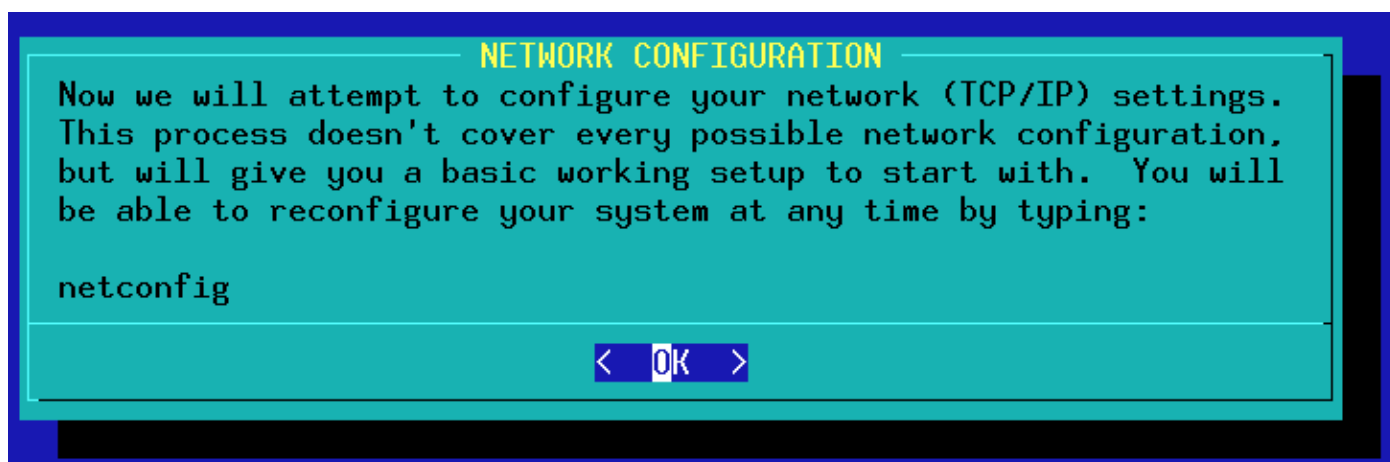 NETWORK CONFIGURATION
Now we will attempt to configure your network (TCP/IP) settings.
This process doesn't cover every possible network configuration,
but will give you a basic working setup to start with.  You will
be able to reconfigure your system at any time by typing:
netconfig
<  OK  >